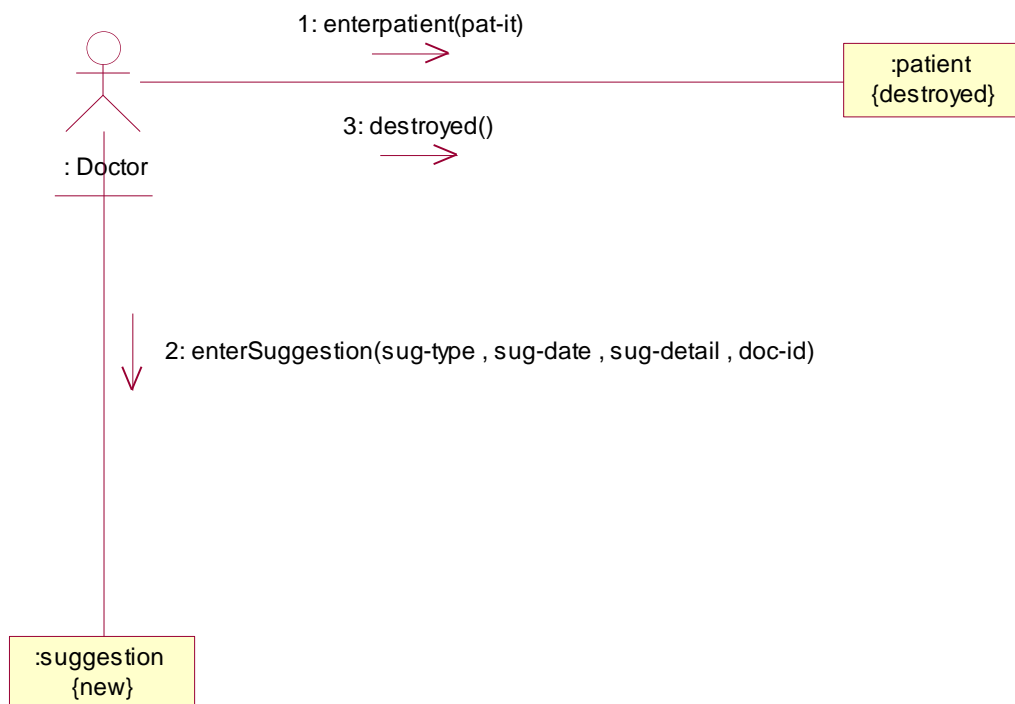 1: enterpatient(pat-it)
:patient
{destroyed}
3: destroyed()
: Doctor
2: enterSuggestion(sug-type , sug-date , sug-detail , doc-id)
:suggestion
{new}